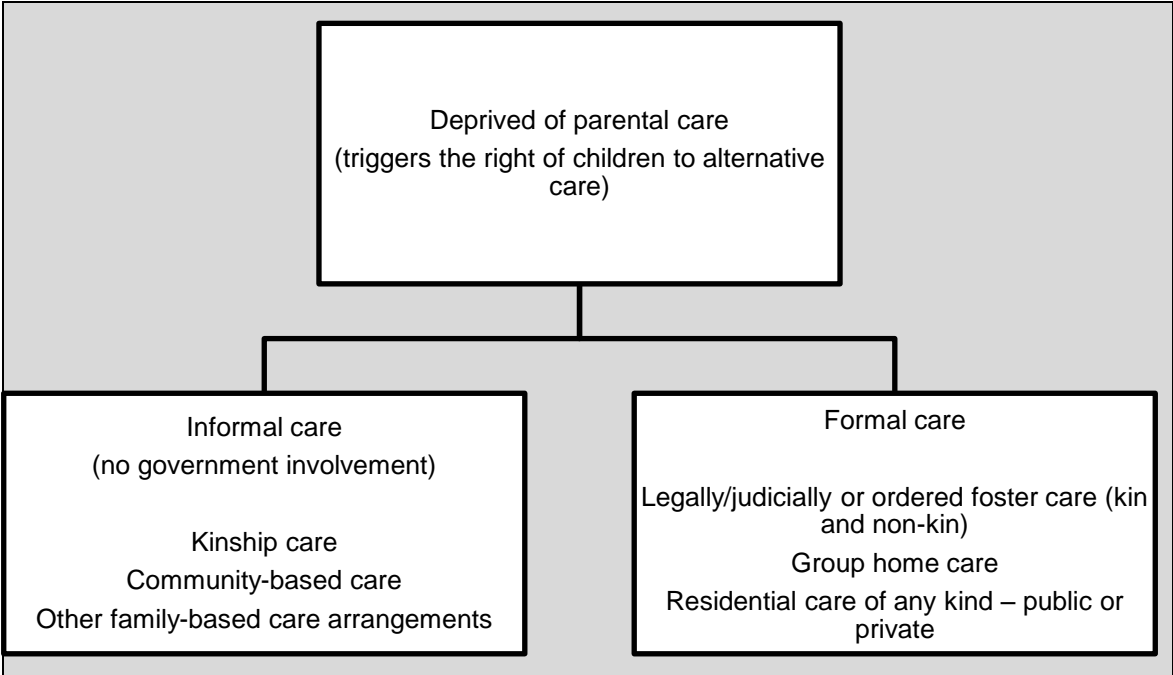 Deprived of parental care
(triggers the right of children to alternative
care)
Informal care
(no government involvement)
Kinship care
Community-based care
Other family-based care arrangements
Formal care
Legally/judicially or ordered foster care (kin
and non-kin)
Group home care
Residential care of any kind – public or
private